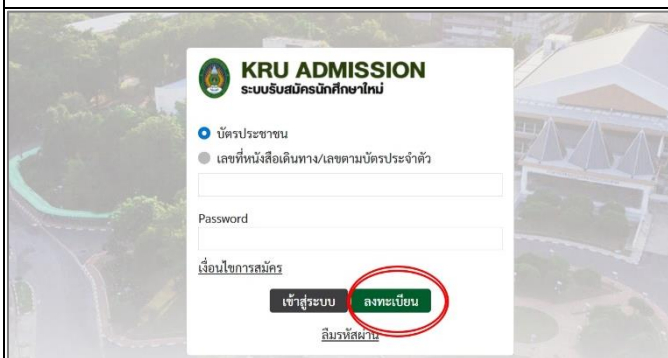 KRU ADMISSION
ระบบรับสมัครนักศึกษาใหม่
บัตรประชาชน
เลขที่หนังสือเดินทาง/เลขตามบัตรประจำตัว
Password
เงื่อนไขการสมัคร
เข้าสู่ระบบ ลงทะเบียน
ลืมรหัสผ่าน